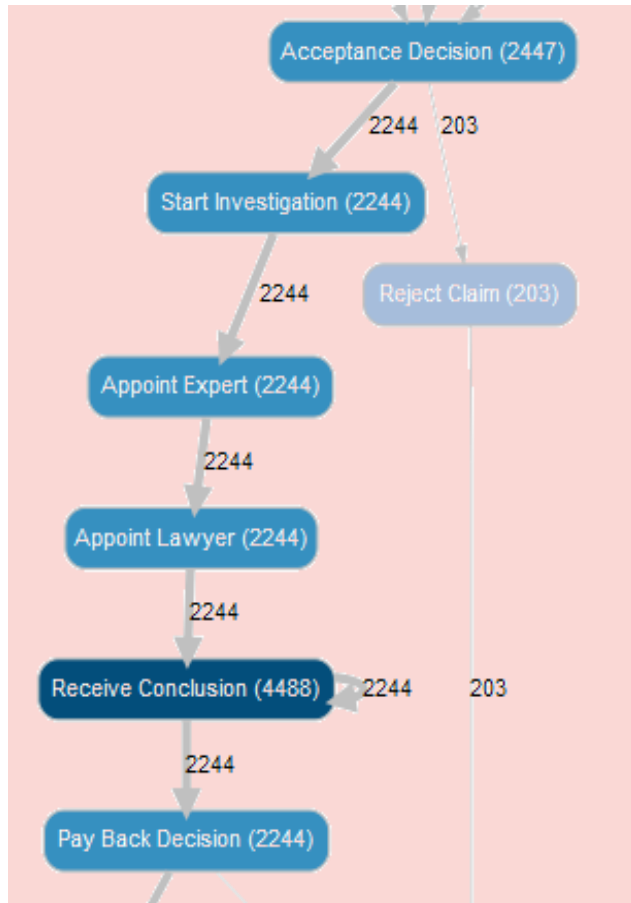 Acceptance Decision (2447)
2244
203
Start Investigation (2244)
2244
Reject Claim (203)
Appoint Expert (2244)
2244
Appoint Lawyer (2244)
2244
Receive Conclusion (4488)
2244
203
2244
Pay Back Decision (2244)